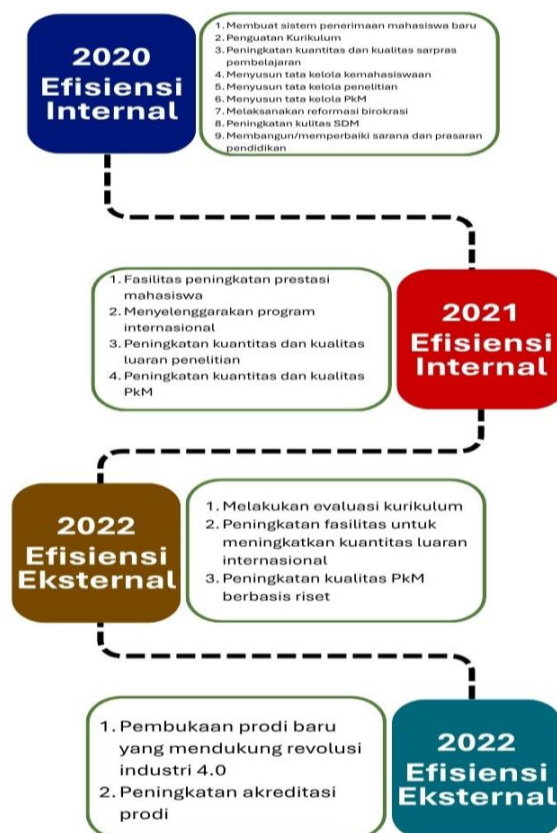 2020
Efisiensi
Internal
1. Membuat sistem penerimaan mahasiswa baru
2. Penguatan Kurikulum
3. Peningkatan kuantitas dan kualitas sarpras
pembelajaran
4. Menyusun tata kelola kemahasiswaan
5. Menyusun tata kelola penelitian
6. Menyusun tata kelola PkM
7. Melaksanakan reformasi birokrasi
8. Peningkatan kulitas SDM
9. Membangun/memperbaiki sarana dan prasaran
pendidikan
1. Fasilitas peningkatan prestasi
mahasiswa
2. Menyelenggarakan program
internasional
3. Peningkatan kuantitas dan kualitas
luaran penelitian
4. Peningkatan kuantitas dan kualitas
PkM
2021
Efisiensi
Internal
2022
Efisiensi
Eksternal
1. Melakukan evaluasi kurikulum
2. Peningkatan fasilitas untuk
meningkatkan kuantitas luaran
internasional
3. Peningkatan kualitas PkM
berbasis riset
1. Pembukaan prodi baru
yang mendukung revolusi
industri 4.0
2. Peningkatan akreditasi
prodi
2022
Efisiensi
Eksternal